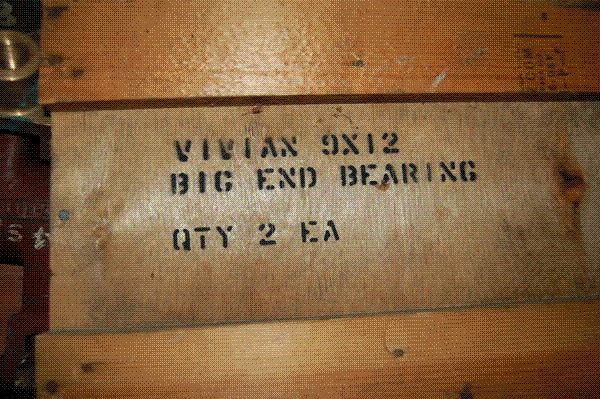 VIVIAN 9X12
BIG END BEARING
QTY 2 EA